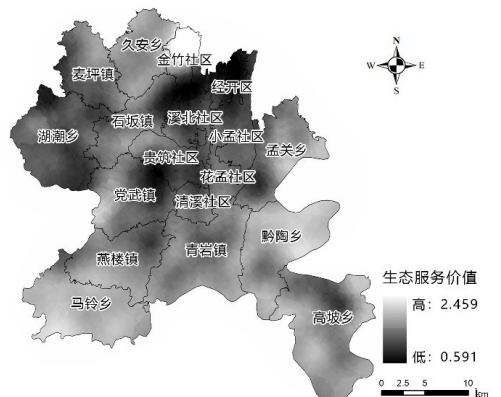 久安乡
金竹社区
麦坪镇
经开区
石坂镇
溪北社区
湖潮乡
小孟社区
孟关乡
贵筑社区
花孟社区
党武镇
清溪社区
黔陶乡
青岩镇
燕楼镇
马铃乡
高坡乡
N
W
E
S
生态服务价值
高：2.459
低：0.591
0 2.5 5 10
km